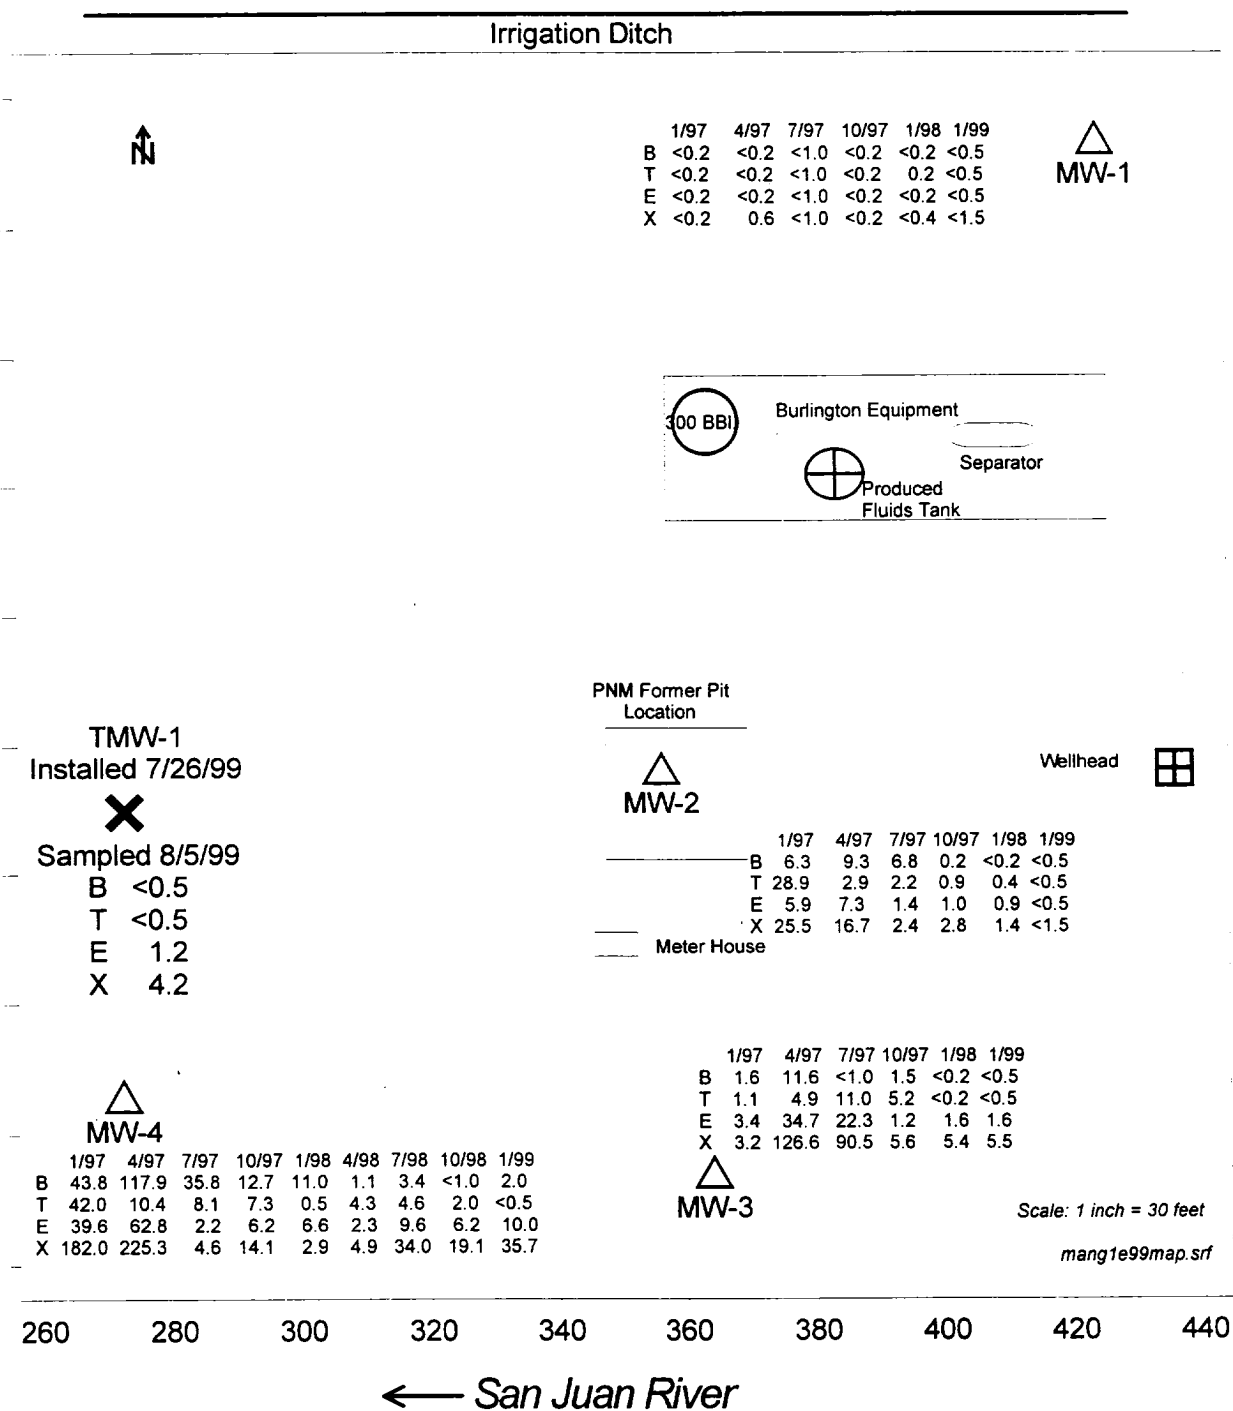 Irrigation Ditch
N
1/97 4/97 7/97 10/97 1/98 1/99
B <0.2 <0.2 <1.0 <0.2 <0.2 <0.5
T <0.2 <0.2 <1.0 <0.2 0.2 <0.5
E <0.2 <0.2 <1.0 <0.2 <0.2 <0.5
X <0.2 0.6 <1.0 <0.2 <0.4 <1.5
MW-1
300 BBl
Burlington Equipment
Separator
Produced
Fluids Tank
PNM Former Pit
Location
TMW-1
Installed 7/26/99
Sampled 8/5/99
B <0.5
T <0.5
E 1.2
X 4.2
MW-2
Wellhead
1/97 4/97 7/97 10/97 1/98 1/99
B 6.3 9.3 6.8 0.2 <0.2 <0.5
T 28.9 2.9 2.2 0.9 0.4 <0.5
E 5.9 7.3 1.4 1.0 0.9 <0.5
X 25.5 16.7 2.4 2.8 1.4 <1.5
Meter House
1/97 4/97 7/97 10/97 1/98 1/99
B 1.6 11.6 <1.0 1.5 <0.2 <0.5
T 1.1 4.9 11.0 5.2 <0.2 <0.5
E 3.4 34.7 22.3 1.2 1.6 1.6
X 3.2 126.6 90.5 5.6 5.4 5.5
MW-3
MW-4
1/97 4/97 7/97 10/97 1/98 4/98 7/98 10/98 1/99
B 43.8 117.9 35.8 12.7 11.0 1.1 3.4 <1.0 2.0
T 42.0 10.4 8.1 7.3 0.5 4.3 4.6 2.0 <0.5
E 39.6 62.8 2.2 6.2 6.6 2.3 9.6 6.2 10.0
X 182.0 225.3 4.6 14.1 2.9 4.9 34.0 19.1 35.7
Scale: 1 inch = 30 feet
mang1e99map.srf
260 280 300 320 340 360 380 400 420 440
San Juan River